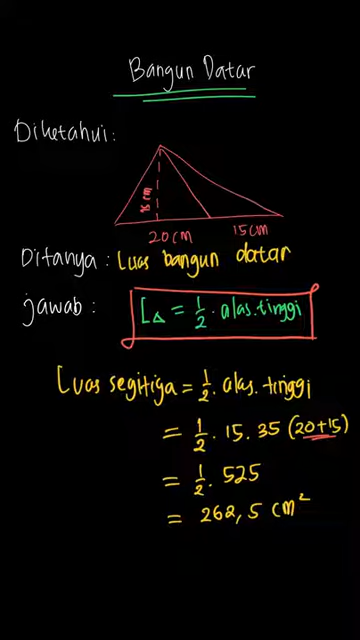 Bangun Datar
Diketahui:
15 cm
20 cm 15 cm
Ditanya : Luas bangun datar
jawab : L△ = 1/2 . alas . tinggi
Luas segitiga = 1/2 . alas . tinggi
= 1/2 . 15 . 35 (20+15)
= 1/2 . 525
= 262,5 cm²